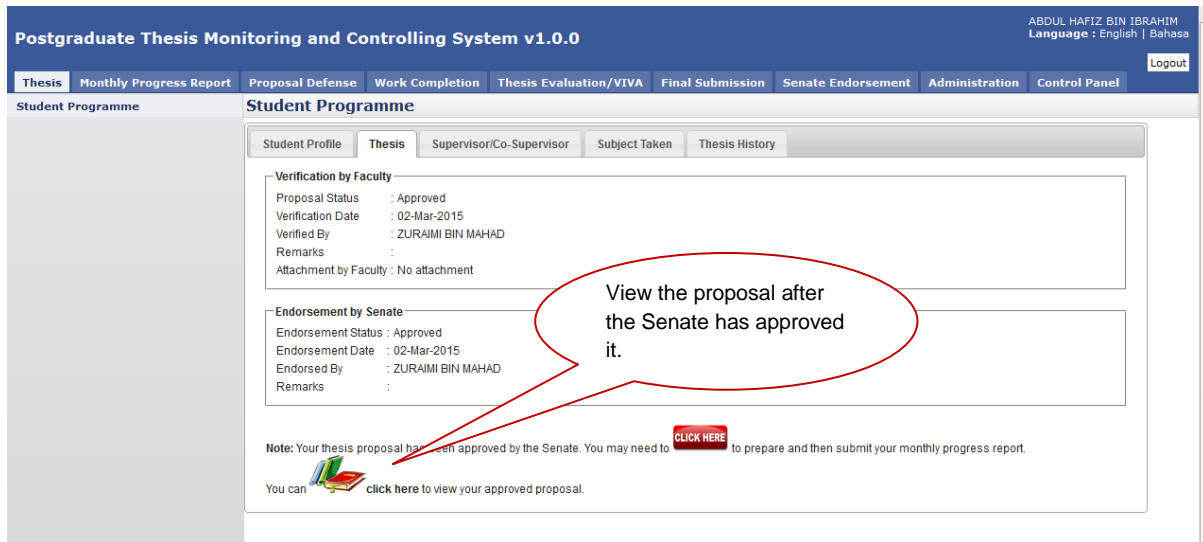 ABDUL HAFIZ BIN IBRAHIM
Postgraduate Thesis Monitoring and Controlling System v1.0.0
Language : English | Bahasa
Logout
Thesis Monthly Progress Report Proposal Defense Work Completion Thesis Evaluation/VIVA Final Submission Senate Endorsement Administration Control Panel
Student Programme
Student Programme
Student Profile Thesis Supervisor/Co-Supervisor Subject Taken Thesis History
Verification by Faculty
Proposal Status : Approved
Verification Date : 02-Mar-2015
Verified By : ZURAIMI BIN MAHAD
Remarks :
Attachment by Faculty : No attachment
View the proposal after
the Senate has approved
it.
Endorsement by Senate
Endorsement Status : Approved
Endorsement Date : 02-Mar-2015
Endorsed By : ZURAIMI BIN MAHAD
Remarks :
Note: Your thesis proposal has been approved by the Senate. You may need to CLICK HERE to prepare and then submit your monthly progress report.
You can click here to view your approved proposal.